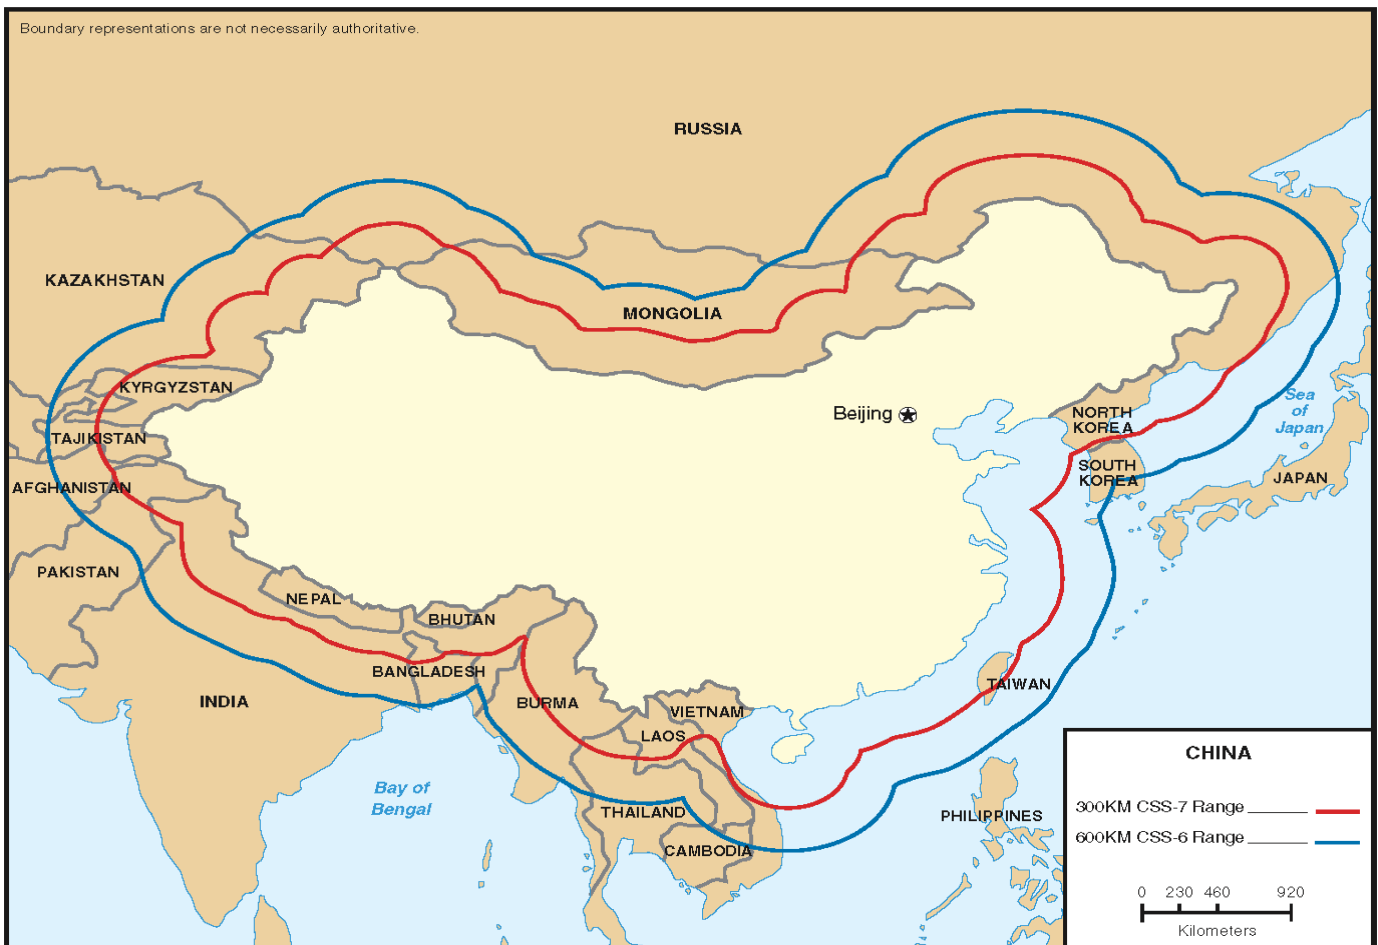 Boundary representations are not necessarily authoritative.
RUSSIA
KAZAKHSTAN
MONGOLIA
KYRGYZSTAN
Beijing
NORTH
KOREA
Sea
of
Japan
TAJIKISTAN
SOUTH
KOREA
JAPAN
AFGHANISTAN
PAKISTAN
NEPAL
BHUTAN
BANGLADESH
TAIWAN
INDIA
BURMA
VIETNAM
LAOS
CHINA
Bay of
Bengal
300KM CSS-7 Range
THAILAND
PHILIPPINES
600KM CSS-6 Range
CAMBODIA
0 230 460 920
Kilometers